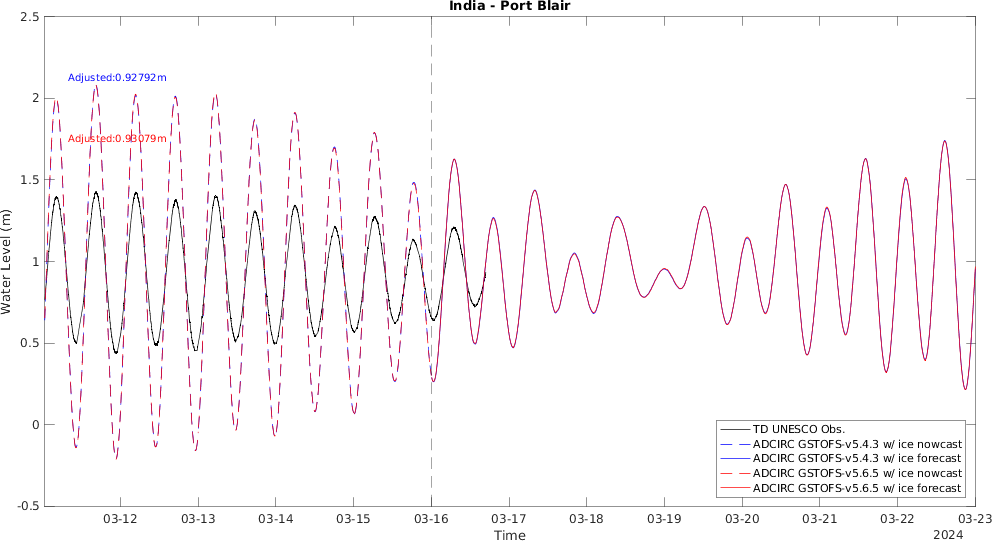 India - Port Blair
Water Level (m)
2.5
2
1.5
1
0.5
0
-0.5
Adjusted:0.92792m
Adjusted:0.93079m
TD UNESCO Obs.
ADCIRC GSTOFS-v5.4.3 w/ ice nowcast
ADCIRC GSTOFS-v5.4.3 w/ ice forecast
ADCIRC GSTOFS-v5.6.5 w/ ice nowcast
ADCIRC GSTOFS-v5.6.5 w/ ice forecast
03-12 03-13 03-14 03-15 03-16 03-17 03-18 03-19 03-20 03-21 03-22 03-23
Time
2024